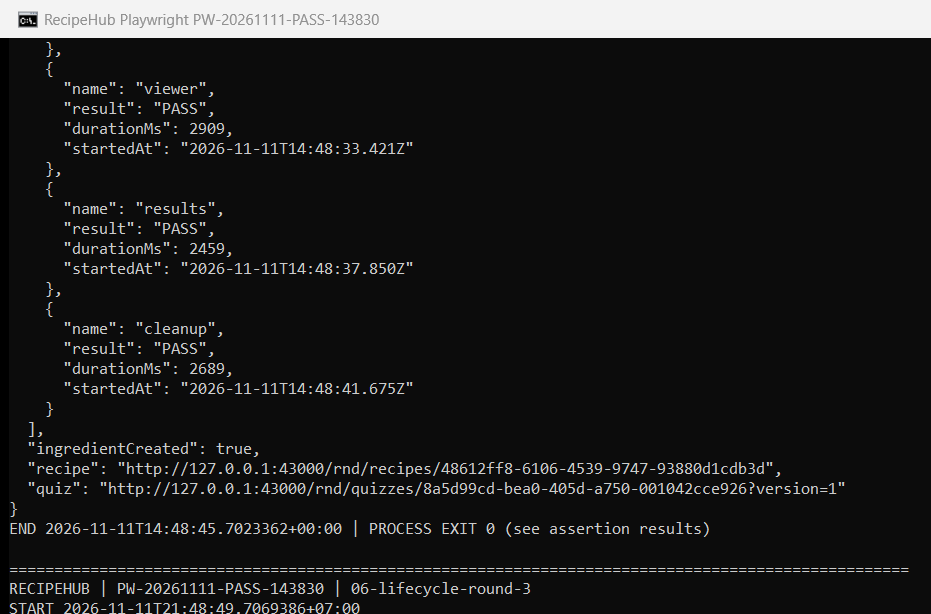 RecipeHub Playwright PW-20261111-PASS-143830
},
{
"name": "viewer",
"result": "PASS",
"durationMs": 2909,
"startedAt": "2026-11-11T14:48:33.421Z"
},
{
"name": "results",
"result": "PASS",
"durationMs": 2459,
"startedAt": "2026-11-11T14:48:37.850Z"
},
{
"name": "cleanup",
"result": "PASS",
"durationMs": 2689,
"startedAt": "2026-11-11T14:48:41.675Z"
}
],
"ingredientCreated": true,
"recipe": "http://127.0.0.1:43000/rnd/recipes/48612ff8-6106-4539-9747-93880d1cdb3d",
"quiz": "http://127.0.0.1:43000/rnd/quizzes/8a5d99cd-bea0-405d-a750-001042cce926?version=1"
}
END 2026-11-11T14:48:45.7023362+00:00 | PROCESS EXIT 0 (see assertion results)
====================================================================================================
RECIPEHUB | PW-20261111-PASS-143830 | 06-lifecycle-round-3
START 2026-11-11T21:48:49.7069386+07:00